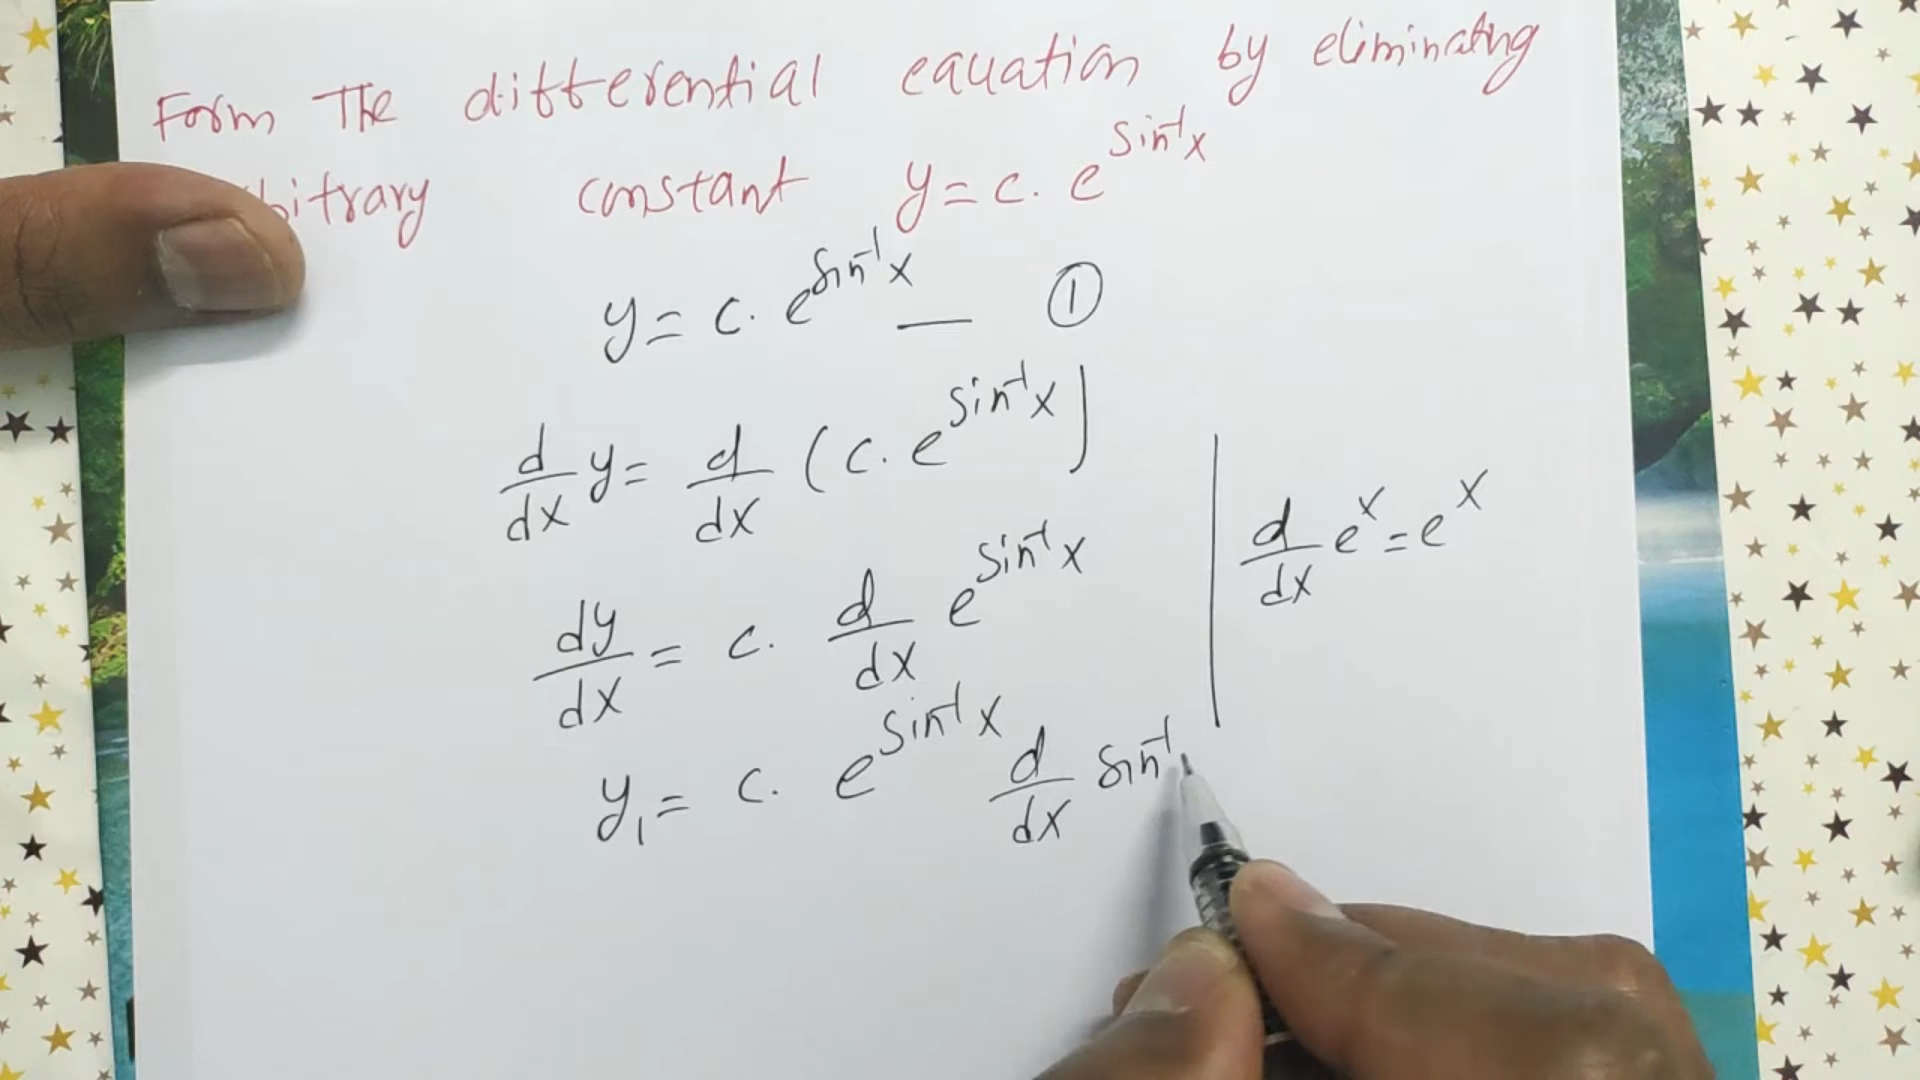 Form The differential eauation by eliminating
bitrary constant y = c. e^sin⁻¹x
y = c. e^sin⁻¹x — ①
d/dx y = d/dx (c. e^sin⁻¹x)
dy/dx = c. d/dx e^sin⁻¹x
d/dx e^x = e^x
y₁ = c. e^sin⁻¹x d/dx sin⁻¹